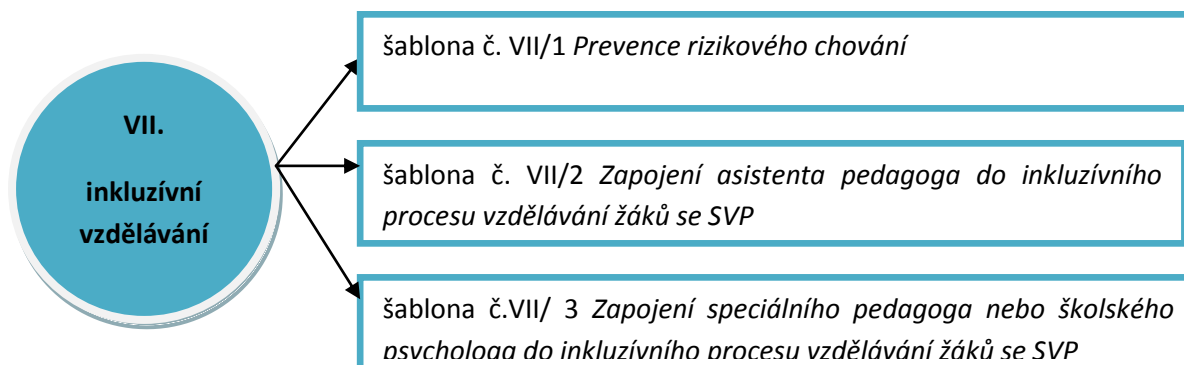 VII.
inkluzívní
vzdělávání
šablona č. VII/1 Prevence rizikového chování
šablona č. VII/2 Zapojení asistenta pedagoga do inkluzívního
procesu vzdělávání žáků se SVP
šablona č.VII/ 3 Zapojení speciálního pedagoga nebo školského
psychologa do inkluzívního procesu vzdělávání žáků se SVP